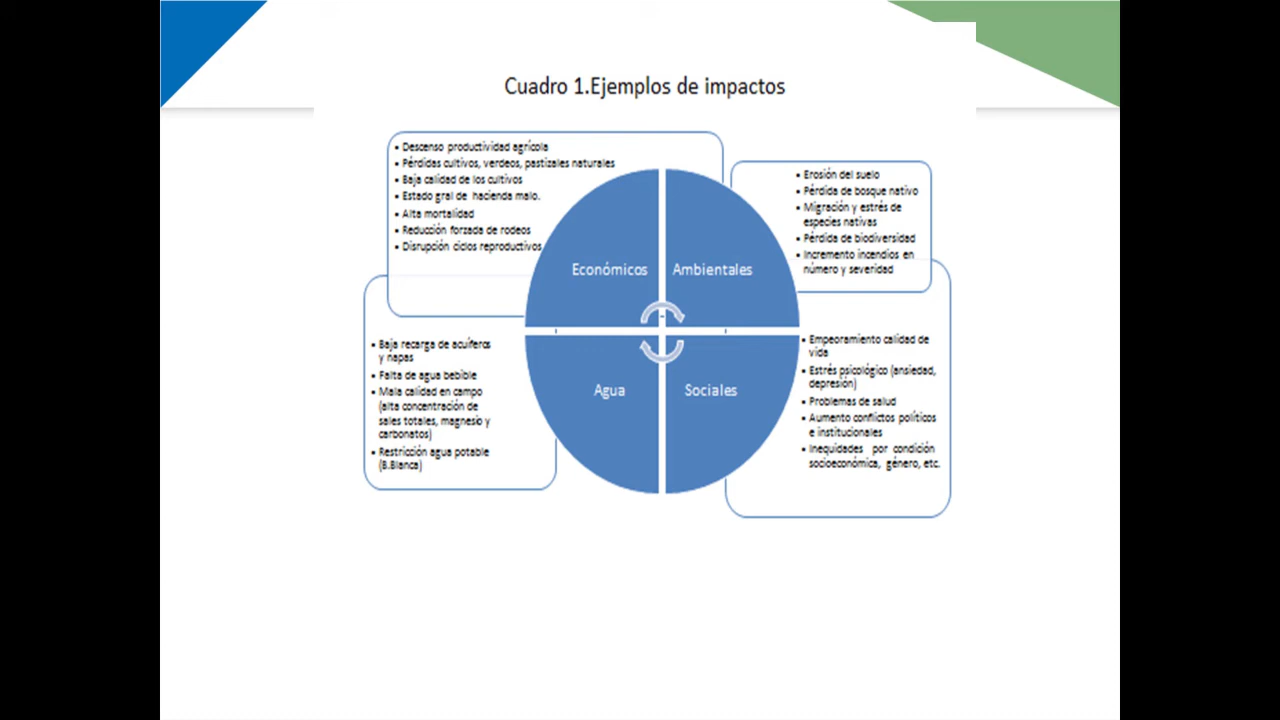 Cuadro 1.Ejemplos de impactos
▪ Descenso productividad agrícola
▪ Pérdidas cultivos, verdeos, pastizales naturales
▪ Baja calidad de los cultivos
▪ Estado gral de hacienda malo.
▪ Alta mortalidad
▪ Reducción forzada de rodeos
▪ Disrupción ciclos reproductivos
▪ Erosión del suelo
▪ Pérdida de bosque nativo
▪ Migración y estrés de
especies nativas
▪ Pérdida de biodiversidad
▪ Incremento incendios en
número y severidad
Económicos
Ambientales
▪ Baja recarga de acuíferos
y napas
▪ Falta de agua bebible
▪ Mala calidad en campo
(alta concentración de
sales totales, magnesio y
carbonatos)
▪ Restricción agua potable
(B.Blanca)
Agua
Sociales
▪ Empeoramiento calidad de
vida
▪ Estrés psicológico (ansiedad,
depresión)
▪ Problemas de salud
▪ Aumento conflictos políticos
e institucionales
▪ Inequidades por condición
socioeconómica, género, etc.